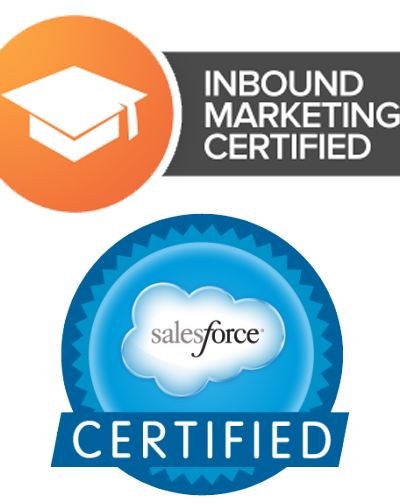 INBOUND
MARKETING
CERTIFIED
salesforce
CERTIFIED